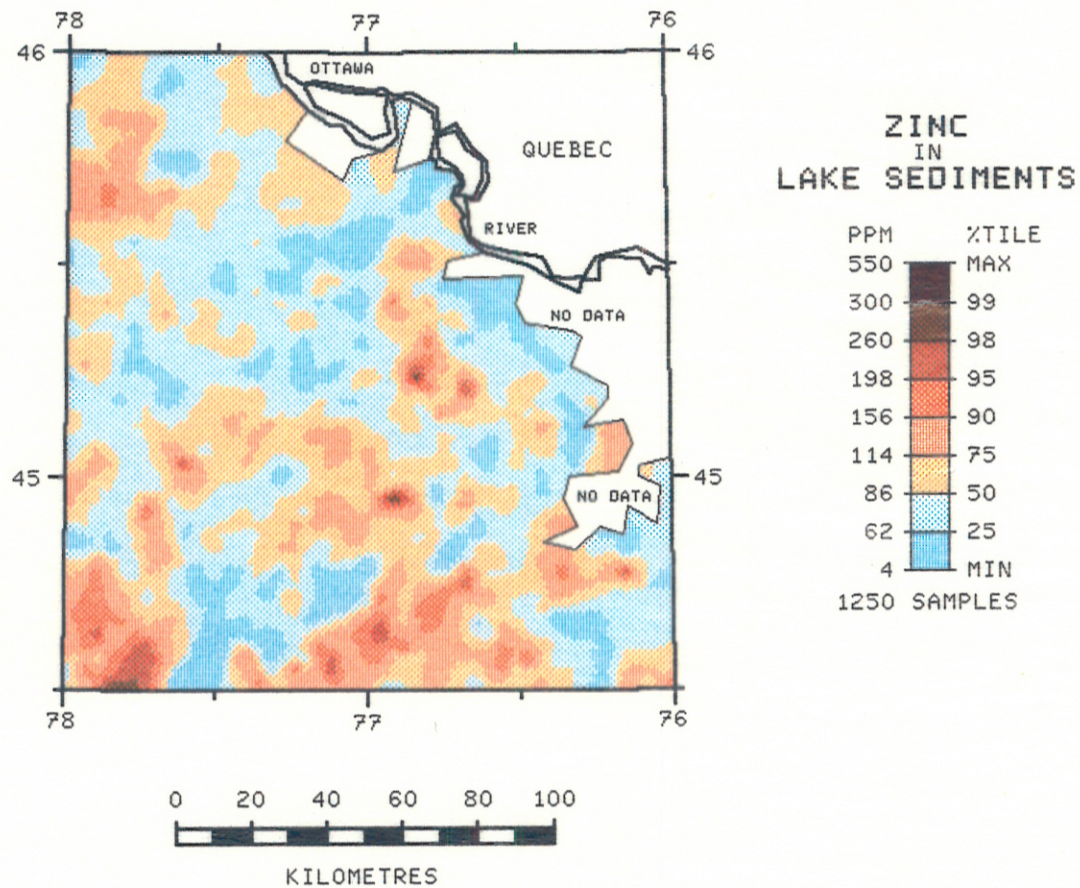 78 77 76
46 46
OTTAWA
QUEBEC
RIVER
NO DATA
45 45
NO DATA
78 77 76
ZINC
IN
LAKE SEDIMENTS
PPM %TILE
550 MAX
300 99
260 98
198 95
156 90
114 75
86 50
62 25
4 MIN
1250 SAMPLES
0 20 40 60 80 100
KILOMETRES